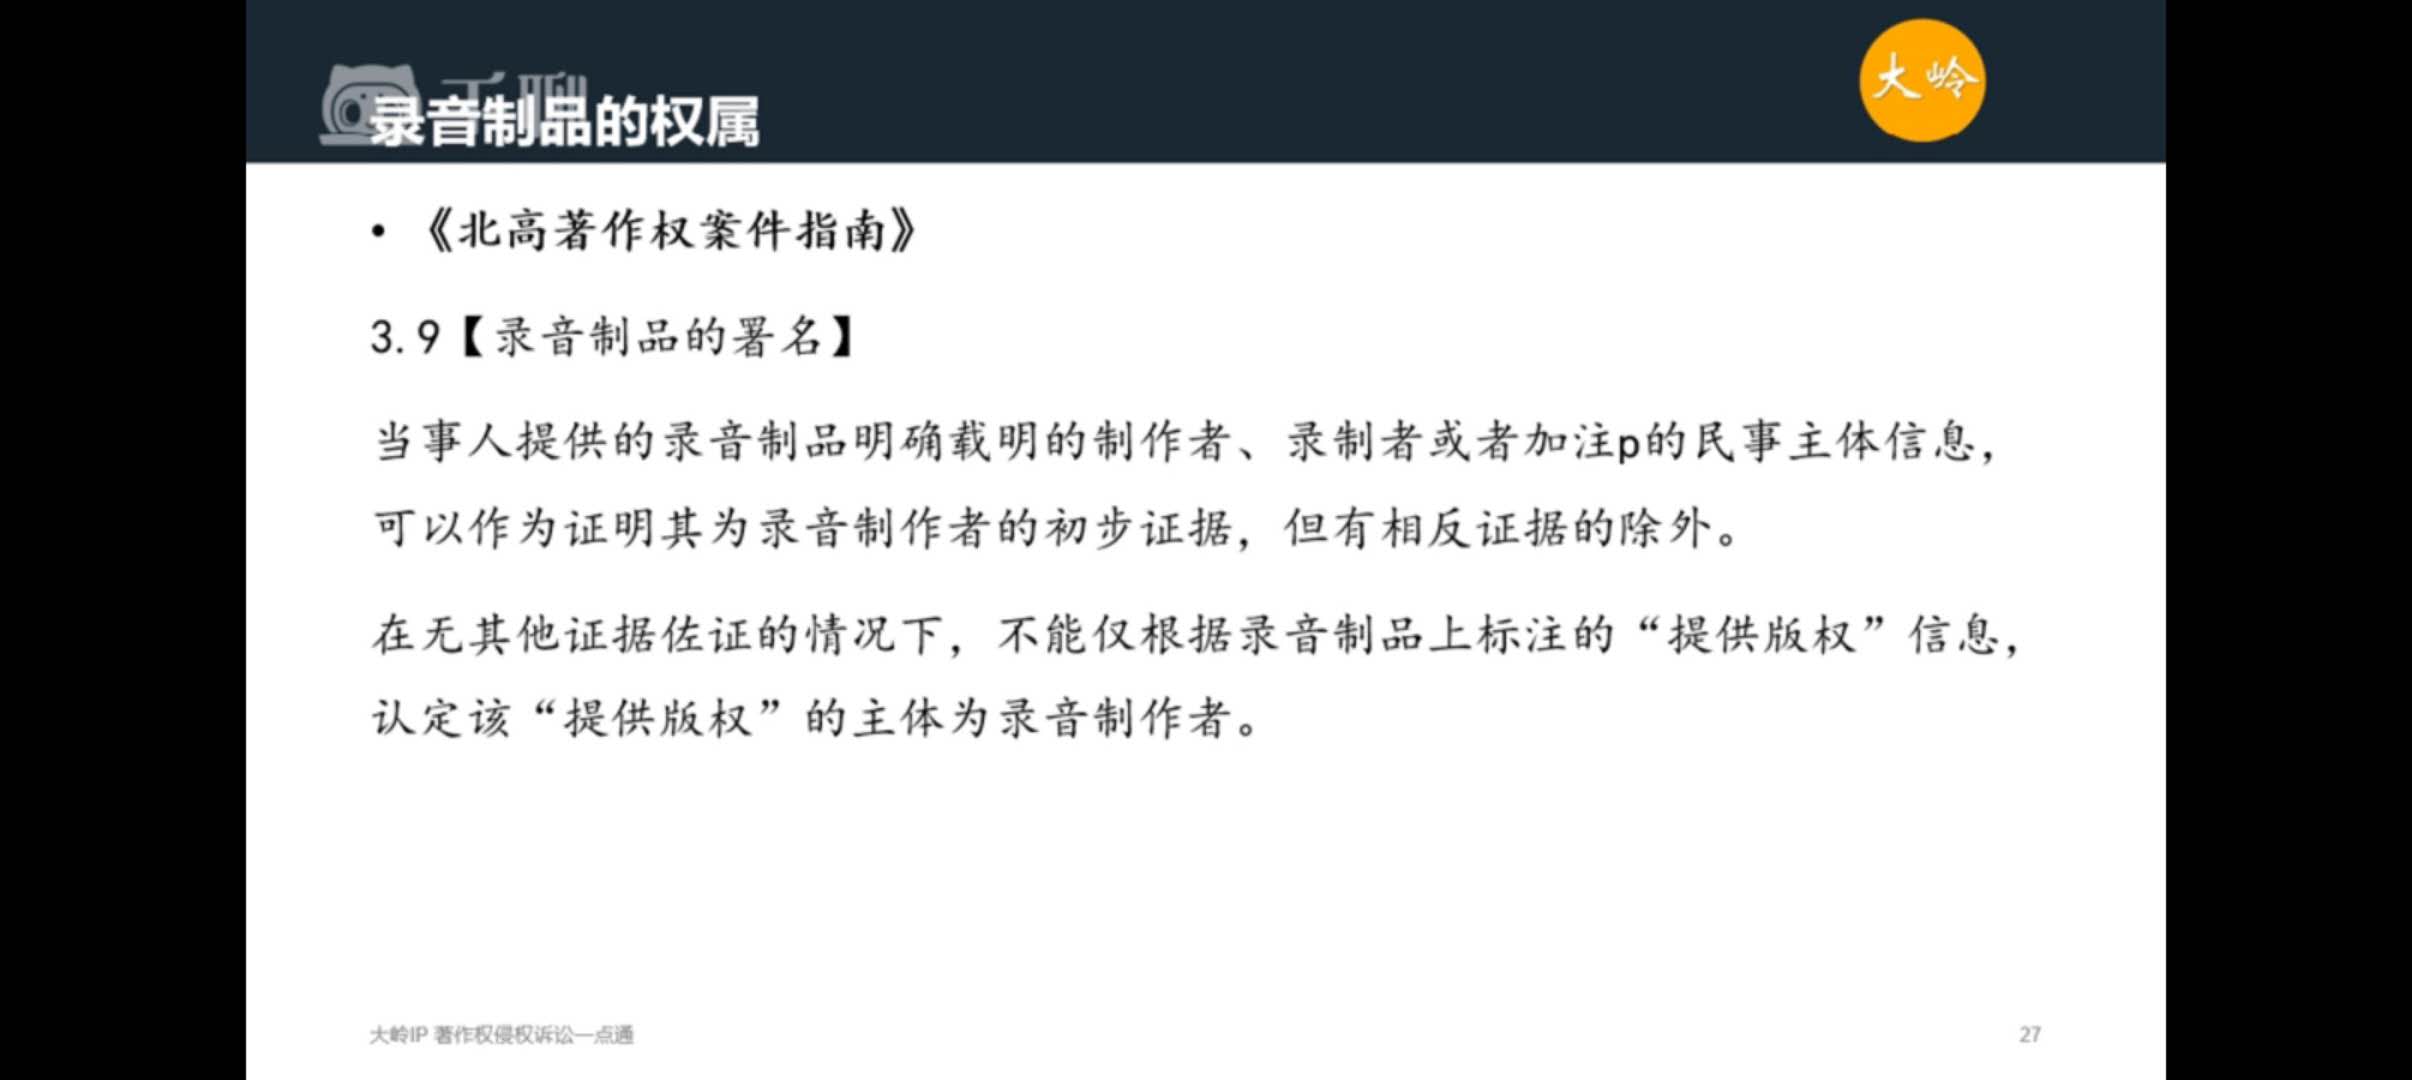 千聊
大岭
录音制品的权属
• 《北高著作权案件指南》
3.9【录音制品的署名】
当事人提供的录音制品明确载明的制作者、录制者或者加注p的民事主体信息，
可以作为证明其为录音制作者的初步证据，但有相反证据的除外。
在无其他证据佐证的情况下，不能仅根据录音制品上标注的“提供版权”信息，
认定该“提供版权”的主体为录音制作者。
大岭IP 著作权侵权诉讼一点通
27